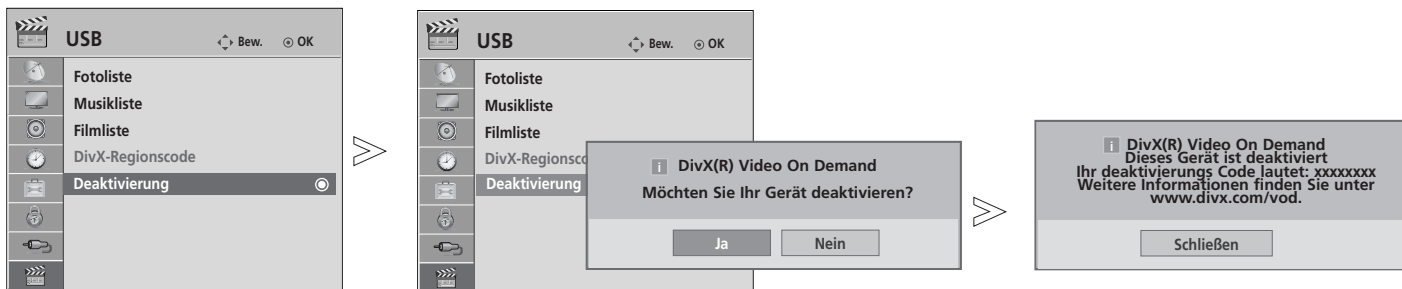 USB Bew. OK
Fotoliste
Musikliste
Filmliste
DivX-Regionscode
Deaktivierung
USB Bew. OK
Fotoliste
Musikliste
Filmliste
DivX-Regionsco
Deaktivierung
i DivX(R) Video On Demand
Möchten Sie Ihr Gerät deaktivieren?
Ja Nein
i DivX(R) Video On Demand
Dieses Gerät ist deaktiviert
Ihr deaktivierungs Code lautet: xxxxxxxx
Weitere Informationen finden Sie unter
www.divx.com/vod.
Schließen